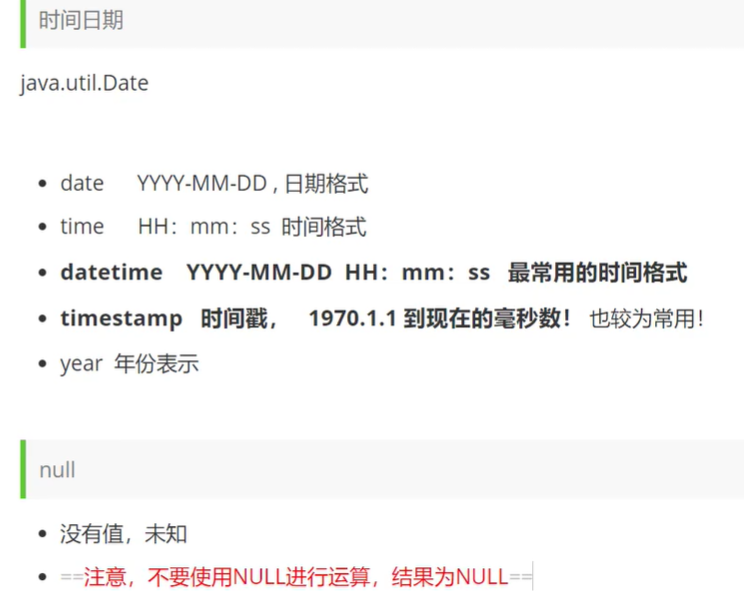 时间日期
java.util.Date
date YYYY-MM-DD , 日期格式
time HH：mm：ss 时间格式
datetime YYYY-MM-DD HH：mm：ss 最常用的时间格式
timestamp 时间戳， 1970.1.1 到现在的毫秒数！ 也较为常用！
year 年份表示
null
没有值，未知
==注意，不要使用NULL进行运算，结果为NULL==